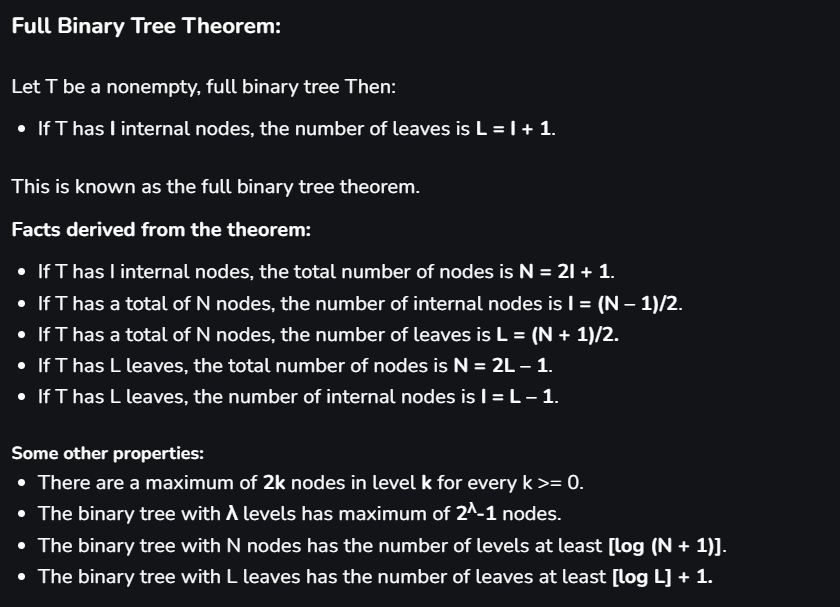 Full Binary Tree Theorem:
Let T be a nonempty, full binary tree Then:
• If T has I internal nodes, the number of leaves is L = I + 1.
This is known as the full binary tree theorem.
Facts derived from the theorem:
• If T has I internal nodes, the total number of nodes is N = 2I + 1.
• If T has a total of N nodes, the number of internal nodes is I = (N – 1)/2.
• If T has a total of N nodes, the number of leaves is L = (N + 1)/2.
• If T has L leaves, the total number of nodes is N = 2L – 1.
• If T has L leaves, the number of internal nodes is I = L – 1.
Some other properties:
• There are a maximum of 2k nodes in level k for every k >= 0.
• The binary tree with λ levels has maximum of 2^λ-1 nodes.
• The binary tree with N nodes has the number of levels at least [log (N + 1)].
• The binary tree with L leaves has the number of leaves at least [log L] + 1.